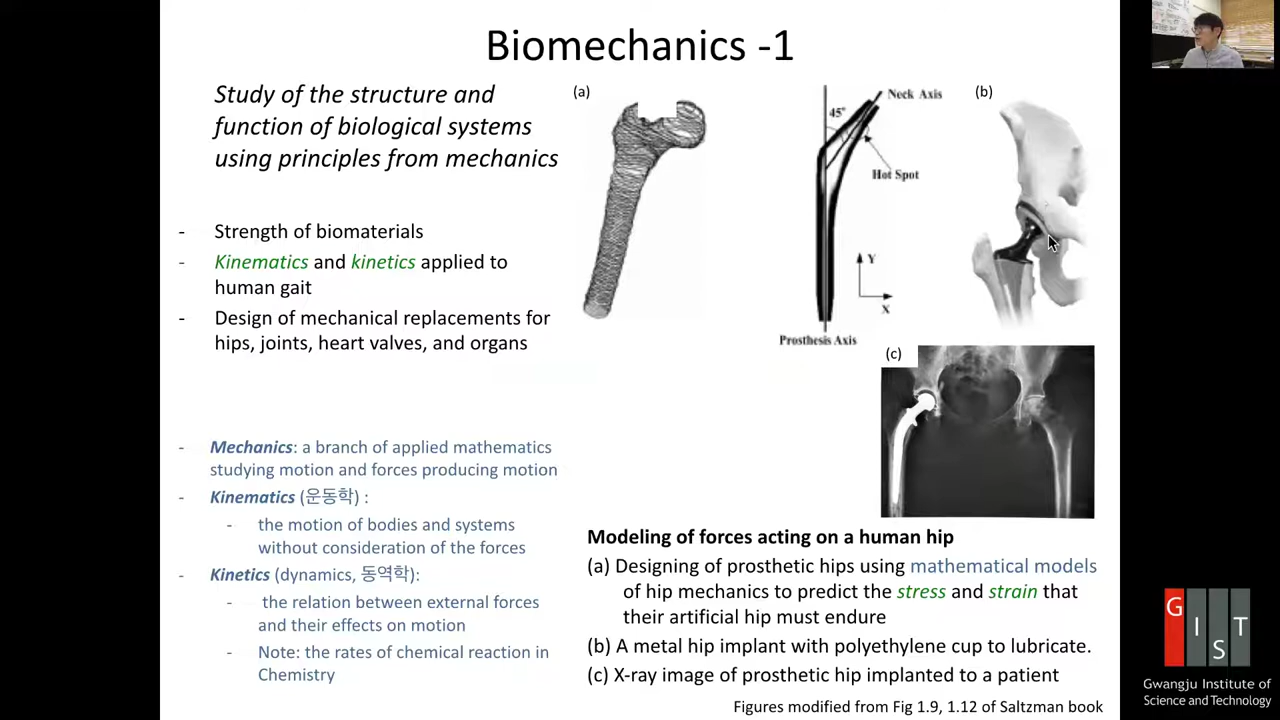 Biomechanics -1
Study of the structure and
function of biological systems
using principles from mechanics
- Strength of biomaterials
- Kinematics and kinetics applied to
human gait
- Design of mechanical replacements for
hips, joints, heart valves, and organs
- Mechanics: a branch of applied mathematics
studying motion and forces producing motion
- Kinematics (운동학) :
- the motion of bodies and systems
without consideration of the forces
- Kinetics (dynamics, 동역학):
- the relation between external forces
and their effects on motion
- Note: the rates of chemical reaction in
Chemistry
(a)
Neck Axis
45°
Hot Spot
Y
X
Prosthesis Axis
(b)
(c)
Modeling of forces acting on a human hip
(a) Designing of prosthetic hips using mathematical models
of hip mechanics to predict the stress and strain that
their artificial hip must endure
(b) A metal hip implant with polyethylene cup to lubricate.
(c) X-ray image of prosthetic hip implanted to a patient
Figures modified from Fig 1.9, 1.12 of Saltzman book
GIST
Gwangju Institute of
Science and Technology